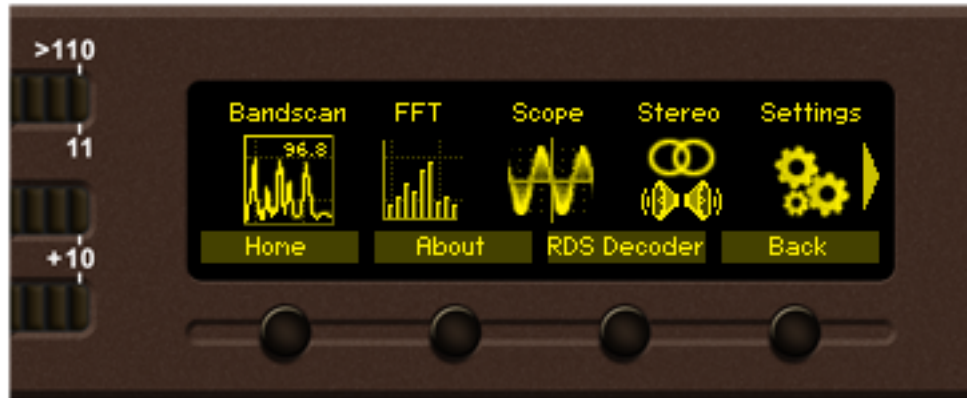 >110
11
+10
Bandscan FFT Scope Stereo Settings
96.8
Home About RDS Decoder Back